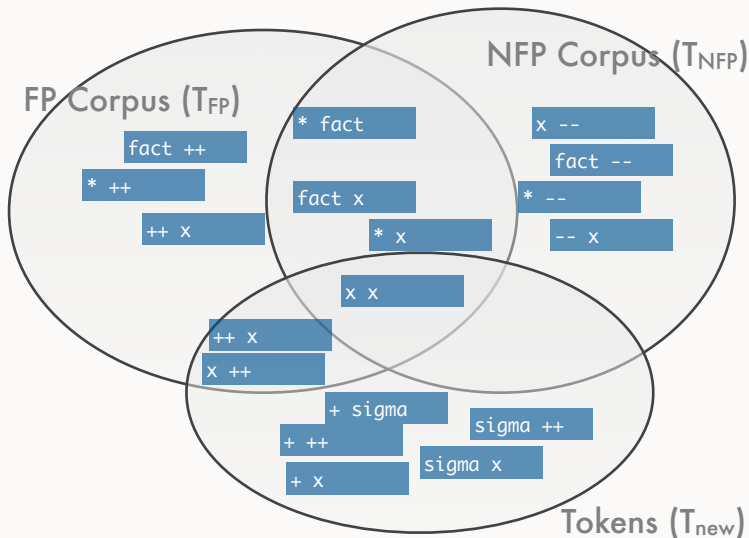 NFP Corpus (TNFP)
FP Corpus (TFP)
* fact
x --
fact ++
fact --
* ++
fact x
* --
++ x
* x
-- x
x x
++ x
x ++
+ sigma
sigma ++
+ ++
sigma x
+ x
Tokens (Tnew)